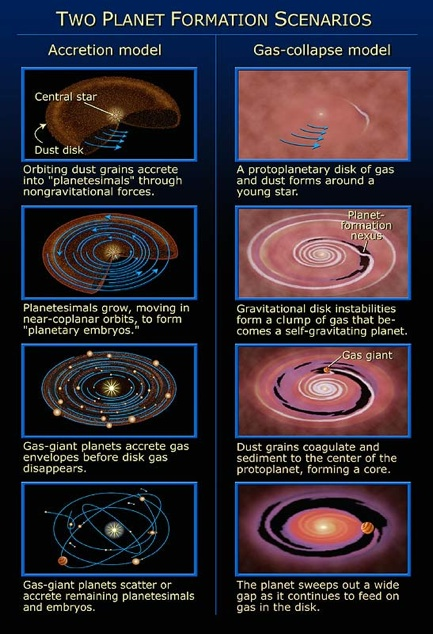 TWO PLANET FORMATION SCENARIOS
Accretion model
Central star
Dust disk
Orbiting dust grains accrete
into "planetesimals" through
nongravitational forces.
Planetesimals grow, moving in
near-coplanar orbits, to form
"planetary embryos."
Gas-giant planets accrete gas
envelopes before disk gas
disappears.
Gas-giant planets scatter or
accrete remaining planetesimals
and embryos.
Gas-collapse model
A protoplanetary disk of gas
and dust forms around a
young star.
Planet-
formation
nexus
Gravitational disk instabilities
form a clump of gas that be-
comes a self-gravitating planet.
Gas giant
Dust grains coagulate and
sediment to the center of the
protoplanet, forming a core.
The planet sweeps out a wide
gap as it continues to feed on
gas in the disk.